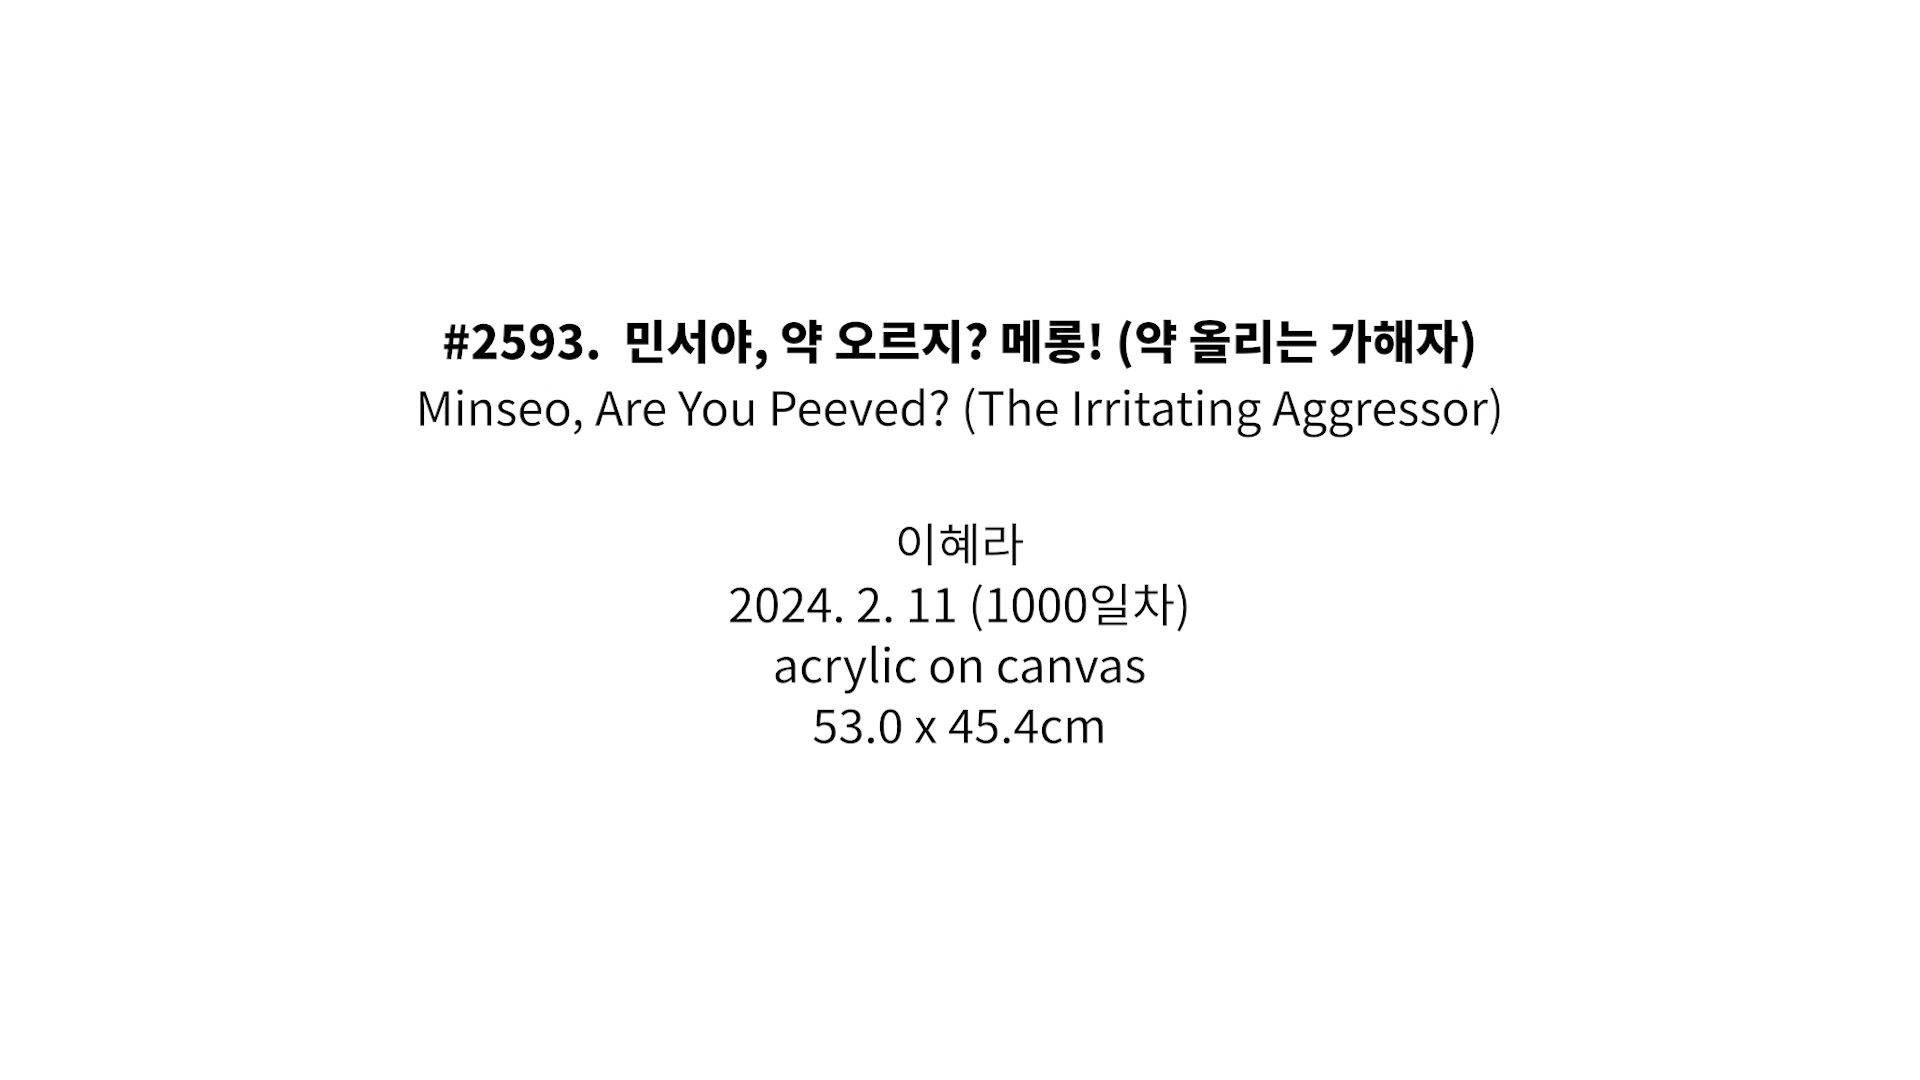 #2593. 민서야, 약 오르지? 메롱! (약 올리는 가해자)
Minseo, Are You Peeved? (The Irritating Aggressor)
이혜라
2024. 2. 11 (1000일차)
acrylic on canvas
53.0 x 45.4cm